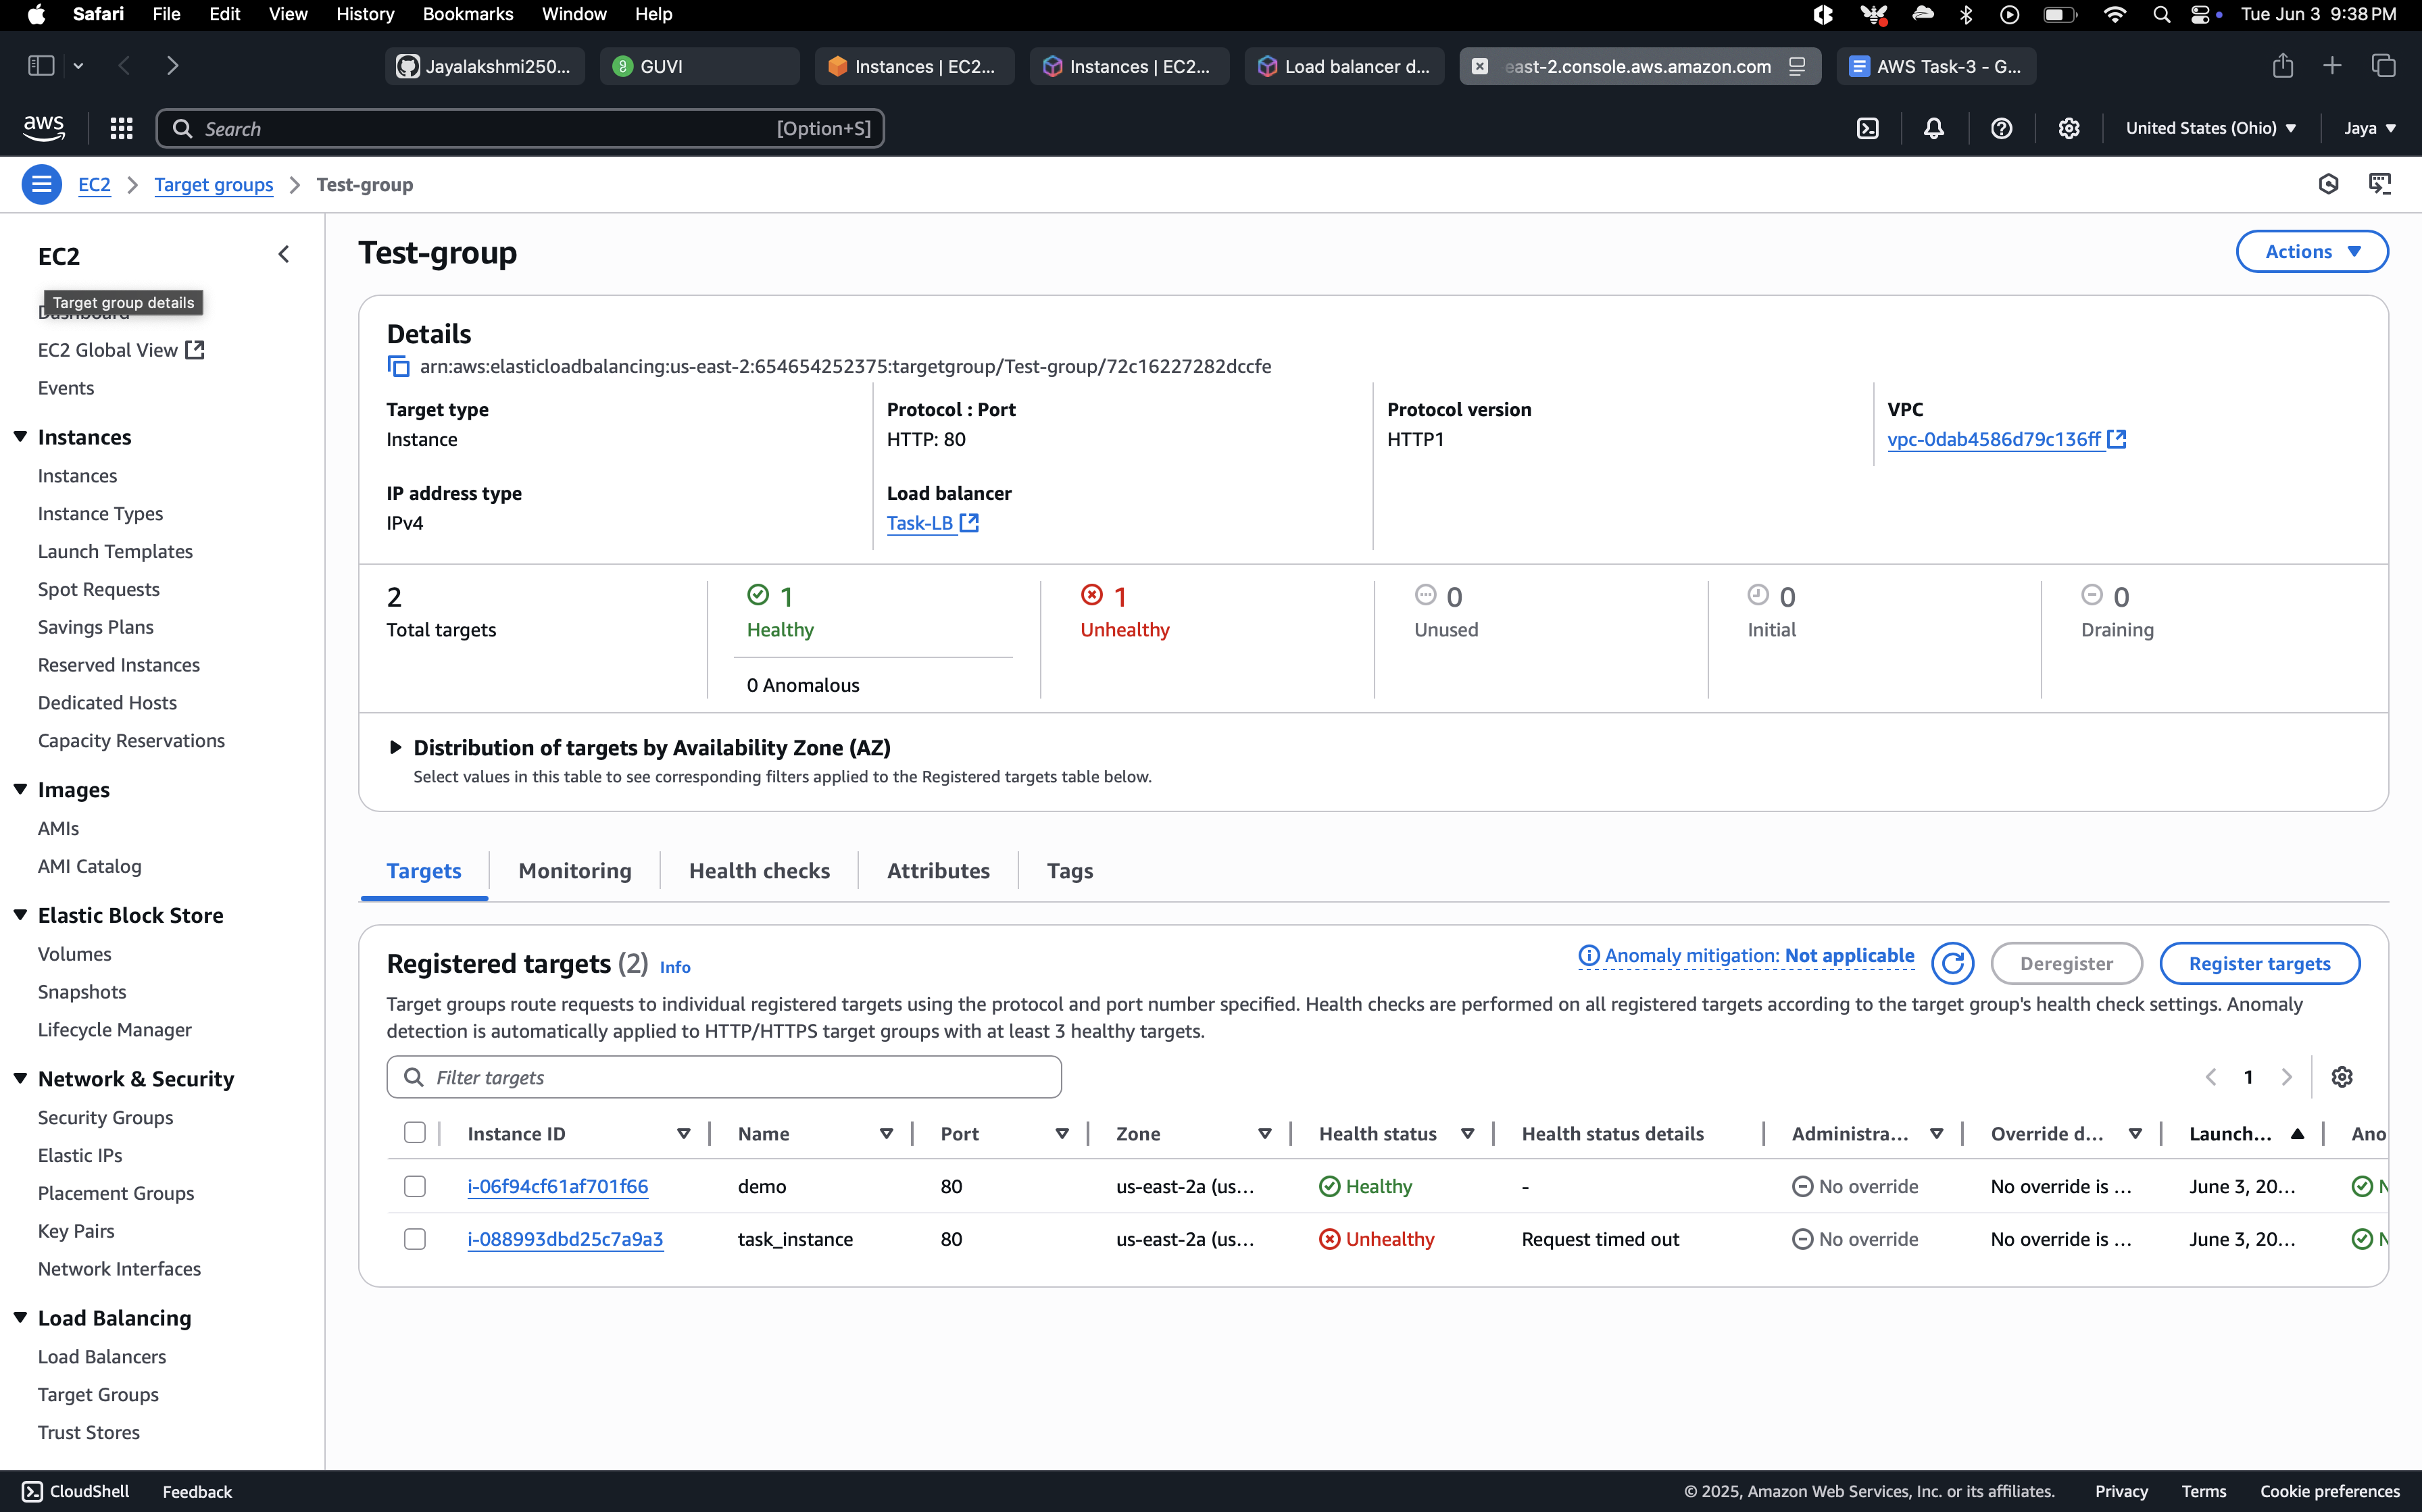 Safari File Edit View History Bookmarks Window Help Tue Jun 3 9:38 PM
Jayalakshmi250... GUVI Instances | EC2... Instances | EC2... Load balancer d... east-2.console.aws.amazon.com AWS Task-3 - G...
aws Search [Option+S] United States (Ohio) Jaya
EC2 Target groups Test-group
EC2
Target group details
EC2 Global View
Events
Instances
Instances
Instance Types
Launch Templates
Spot Requests
Savings Plans
Reserved Instances
Dedicated Hosts
Capacity Reservations
Images
AMIs
AMI Catalog
Elastic Block Store
Volumes
Snapshots
Lifecycle Manager
Network & Security
Security Groups
Elastic IPs
Placement Groups
Key Pairs
Network Interfaces
Load Balancing
Load Balancers
Target Groups
Trust Stores
Test-group Actions
Details
arn:aws:elasticloadbalancing:us-east-2:654654252375:targetgroup/Test-group/72c16227282dccfe
Target type Protocol : Port Protocol version VPC
Instance HTTP: 80 HTTP1 vpc-0dab4586d79c136ff
IP address type Load balancer
IPv4 Task-LB
2 1 1 0 0 0
Total targets Healthy Unhealthy Unused Initial Draining
0 Anomalous
Distribution of targets by Availability Zone (AZ)
Select values in this table to see corresponding filters applied to the Registered targets table below.
Targets Monitoring Health checks Attributes Tags
Registered targets (2) Info Anomaly mitigation: Not applicable Deregister Register targets
Target groups route requests to individual registered targets using the protocol and port number specified. Health checks are performed on all registered targets according to the target group's health check settings. Anomaly
detection is automatically applied to HTTP/HTTPS target groups with at least 3 healthy targets.
Filter targets 1
Instance ID Name Port Zone Health status Health status details Administra... Override d... Launch... Ano
i-06f94cf61af701f66 demo 80 us-east-2a (us... Healthy - No override No override is ... June 3, 20... N
i-088993dbd25c7a9a3 task_instance 80 us-east-2a (us... Unhealthy Request timed out No override No override is ... June 3, 20... N
CloudShell Feedback © 2025, Amazon Web Services, Inc. or its affiliates. Privacy Terms Cookie preferences